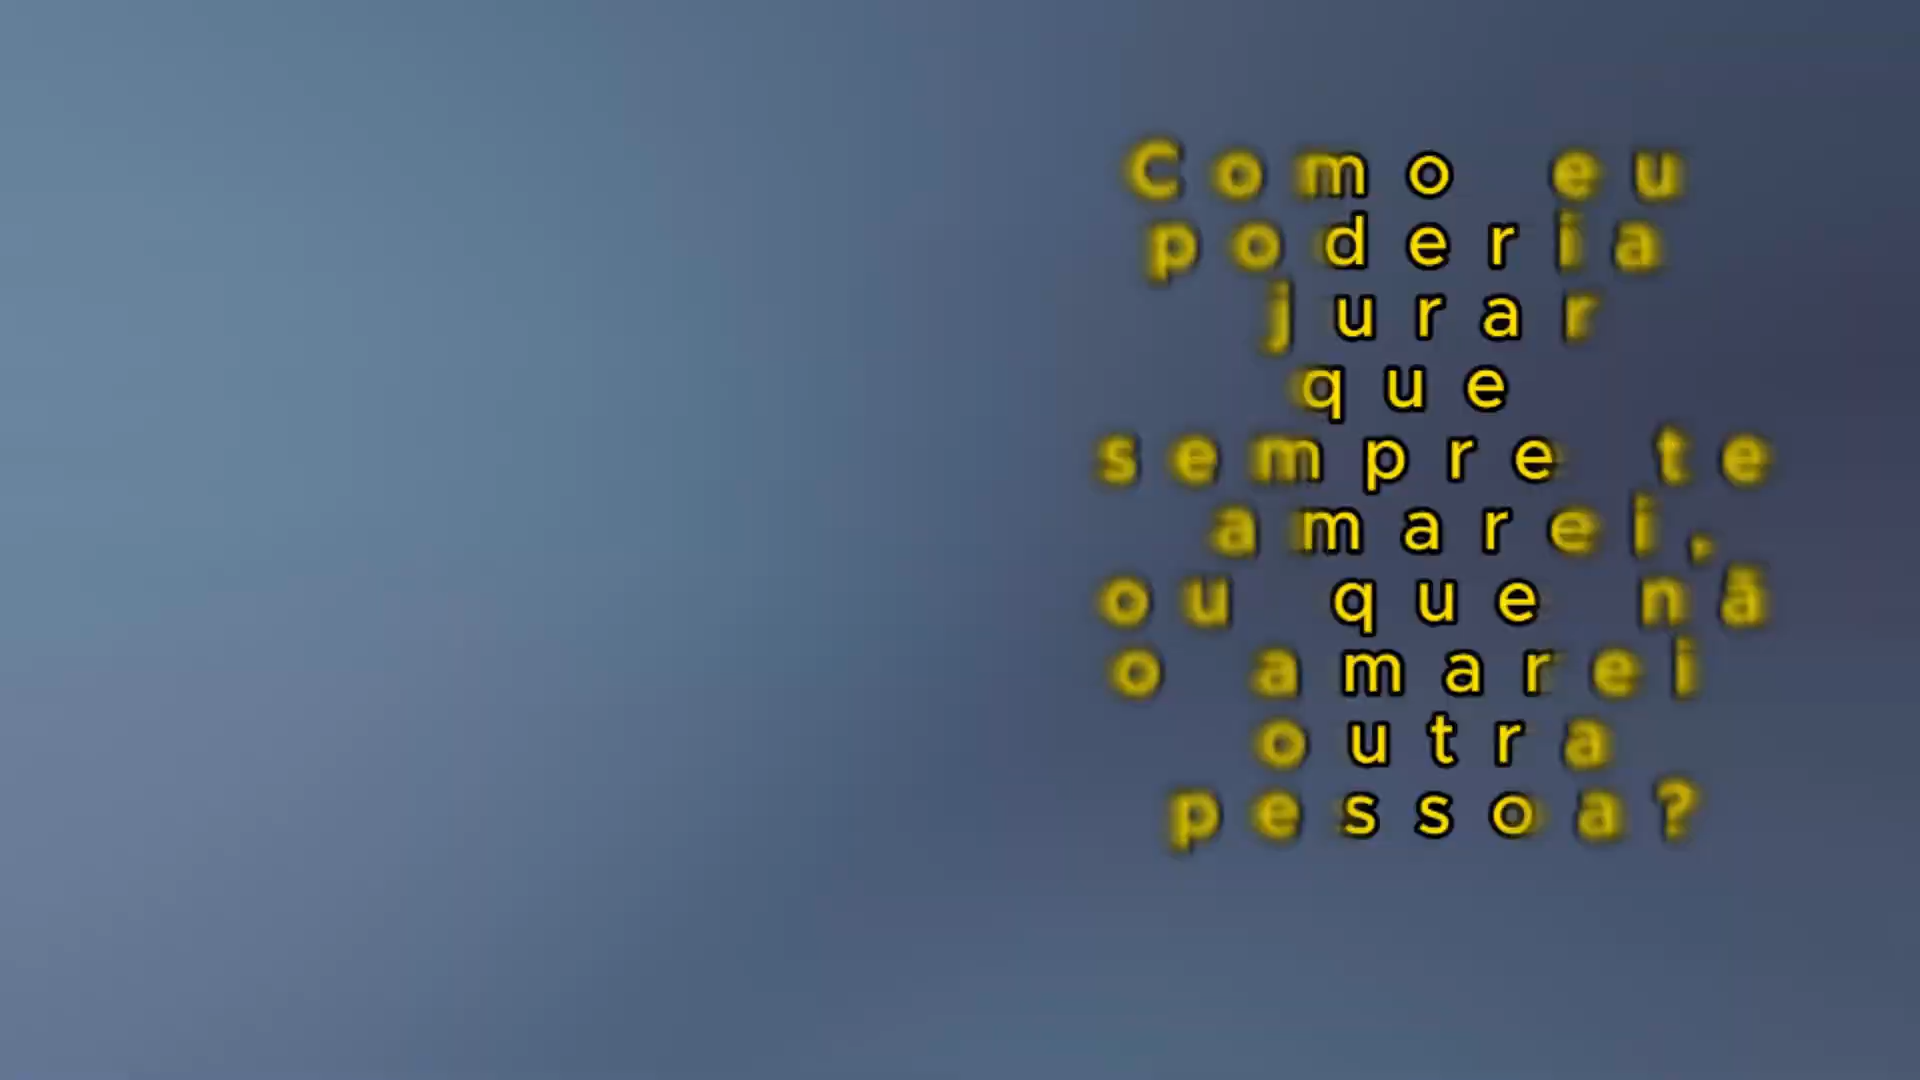 Como eu
poderia
jurar
que
sempre te
amarei,
ou que nã
o amarei
outra
pessoa?